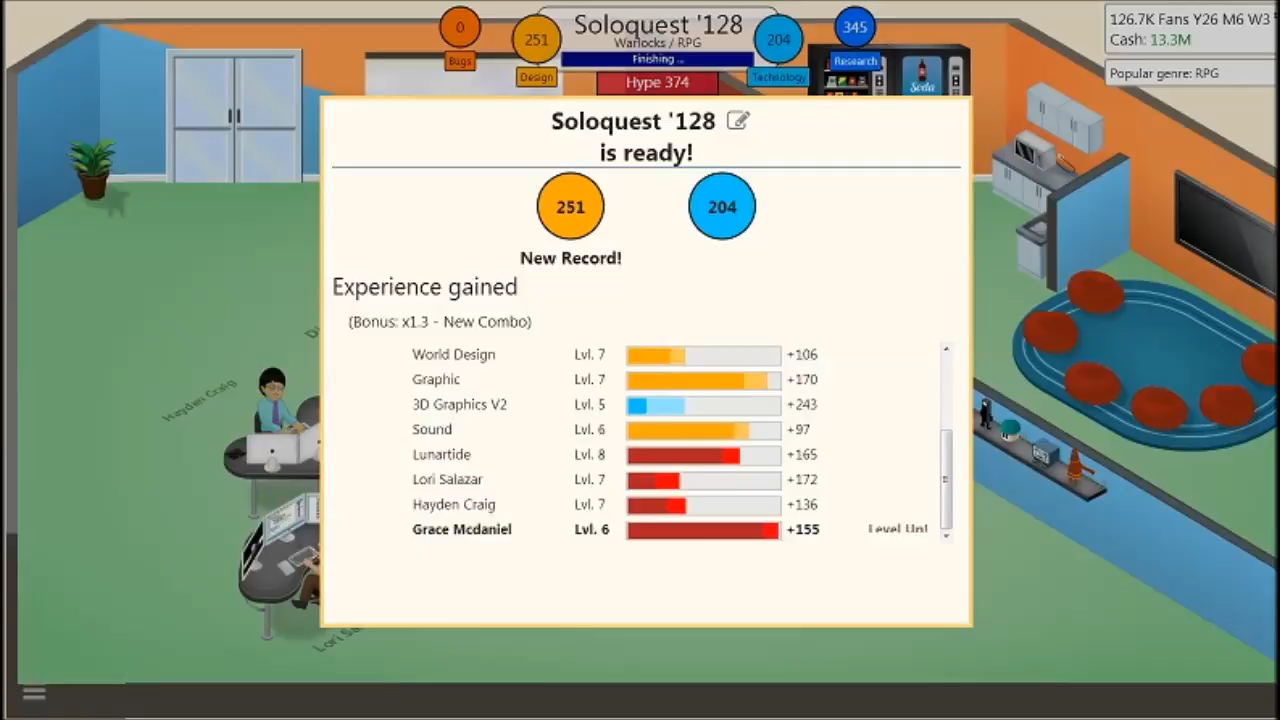 0
Bugs
251
Design
Soloquest '128
Warlocks / RPG
Finishing ...
Hype 374
204
Technology
345
Research
Soda
126.7K Fans Y26 M6 W3
Cash: 13.3M
Popular genre: RPG
Soloquest '128
is ready!
251
204
New Record!
Experience gained
(Bonus: x1.3 - New Combo)
World Design Lvl. 7 +106
Graphic Lvl. 7 +170
3D Graphics V2 Lvl. 5 +243
Sound Lvl. 6 +97
Lunartide Lvl. 8 +165
Lori Salazar Lvl. 7 +172
Hayden Craig Lvl. 7 +136
Grace Mcdaniel Lvl. 6 +155 Level Up!
Hayden Craig